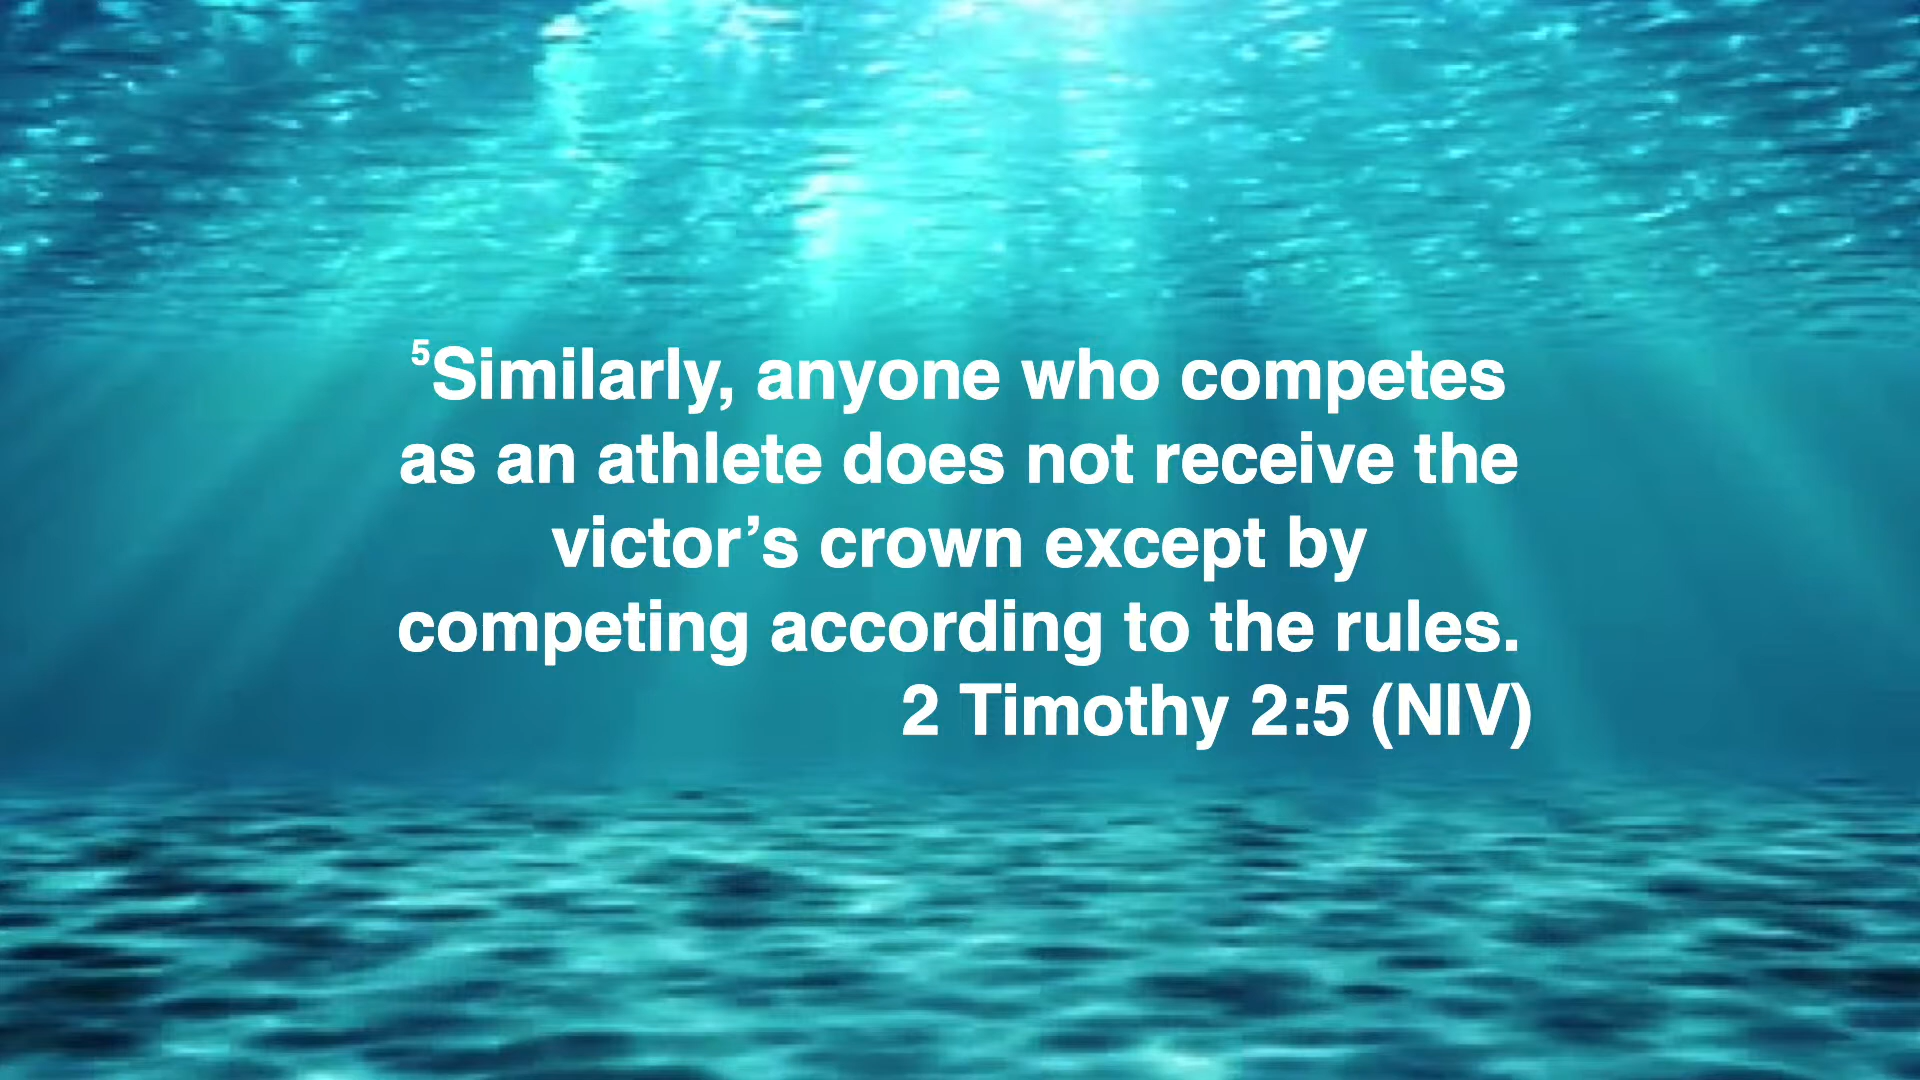 ⁵Similarly, anyone who competes
as an athlete does not receive the
victor’s crown except by
competing according to the rules.
2 Timothy 2:5 (NIV)